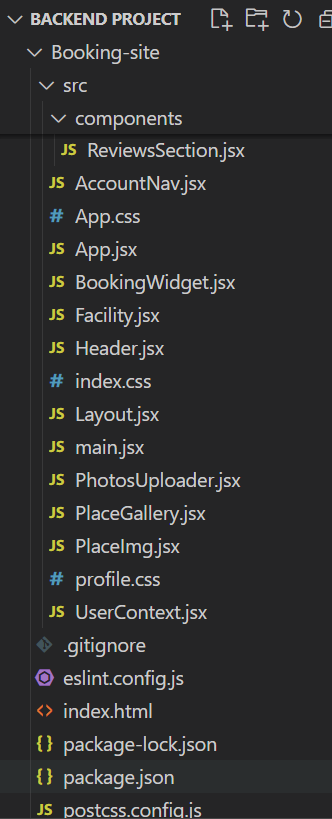 BACKEND PROJECT
Booking-site
src
components
JS ReviewsSection.jsx
JS AccountNav.jsx
# App.css
JS App.jsx
JS BookingWidget.jsx
JS Facility.jsx
JS Header.jsx
# index.css
JS Layout.jsx
JS main.jsx
JS PhotosUploader.jsx
JS PlaceGallery.jsx
JS PlaceImg.jsx
# profile.css
JS UserContext.jsx
.gitignore
eslint.config.js
<> index.html
{} package-lock.json
{} package.json
JS postcss.config.js